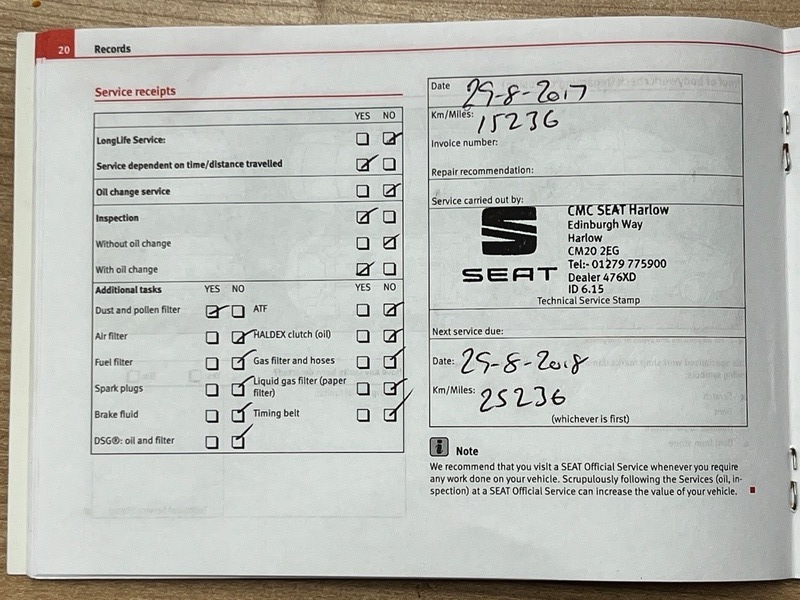 20 Records
Service receipts
YES NO
LongLife Service:
Service dependent on time/distance travelled
Oil change service
Inspection
Without oil change
With oil change
Additional tasks YES NO YES NO
Dust and pollen filter ATF
Air filter HALDEX clutch (oil)
Fuel filter Gas filter and hoses
Spark plugs Liquid gas filter (paper
filter)
Brake fluid Timing belt
DSG®: oil and filter
Date 29-8-2017
Km/Miles: 15236
Invoice number:
Repair recommendation:
Service carried out by:
SEAT
CMC SEAT Harlow
Edinburgh Way
Harlow
CM20 2EG
Tel:- 01279 775900
Dealer 476XD
ID 6.15
Technical Service Stamp
Next service due:
Date: 29-8-2018
Km/Miles: 25236
(whichever is first)
i Note
We recommend that you visit a SEAT Official Service whenever you require
any work done on your vehicle. Scrupulously following the Services (oil, in-
spection) at a SEAT Official Service can increase the value of your vehicle.